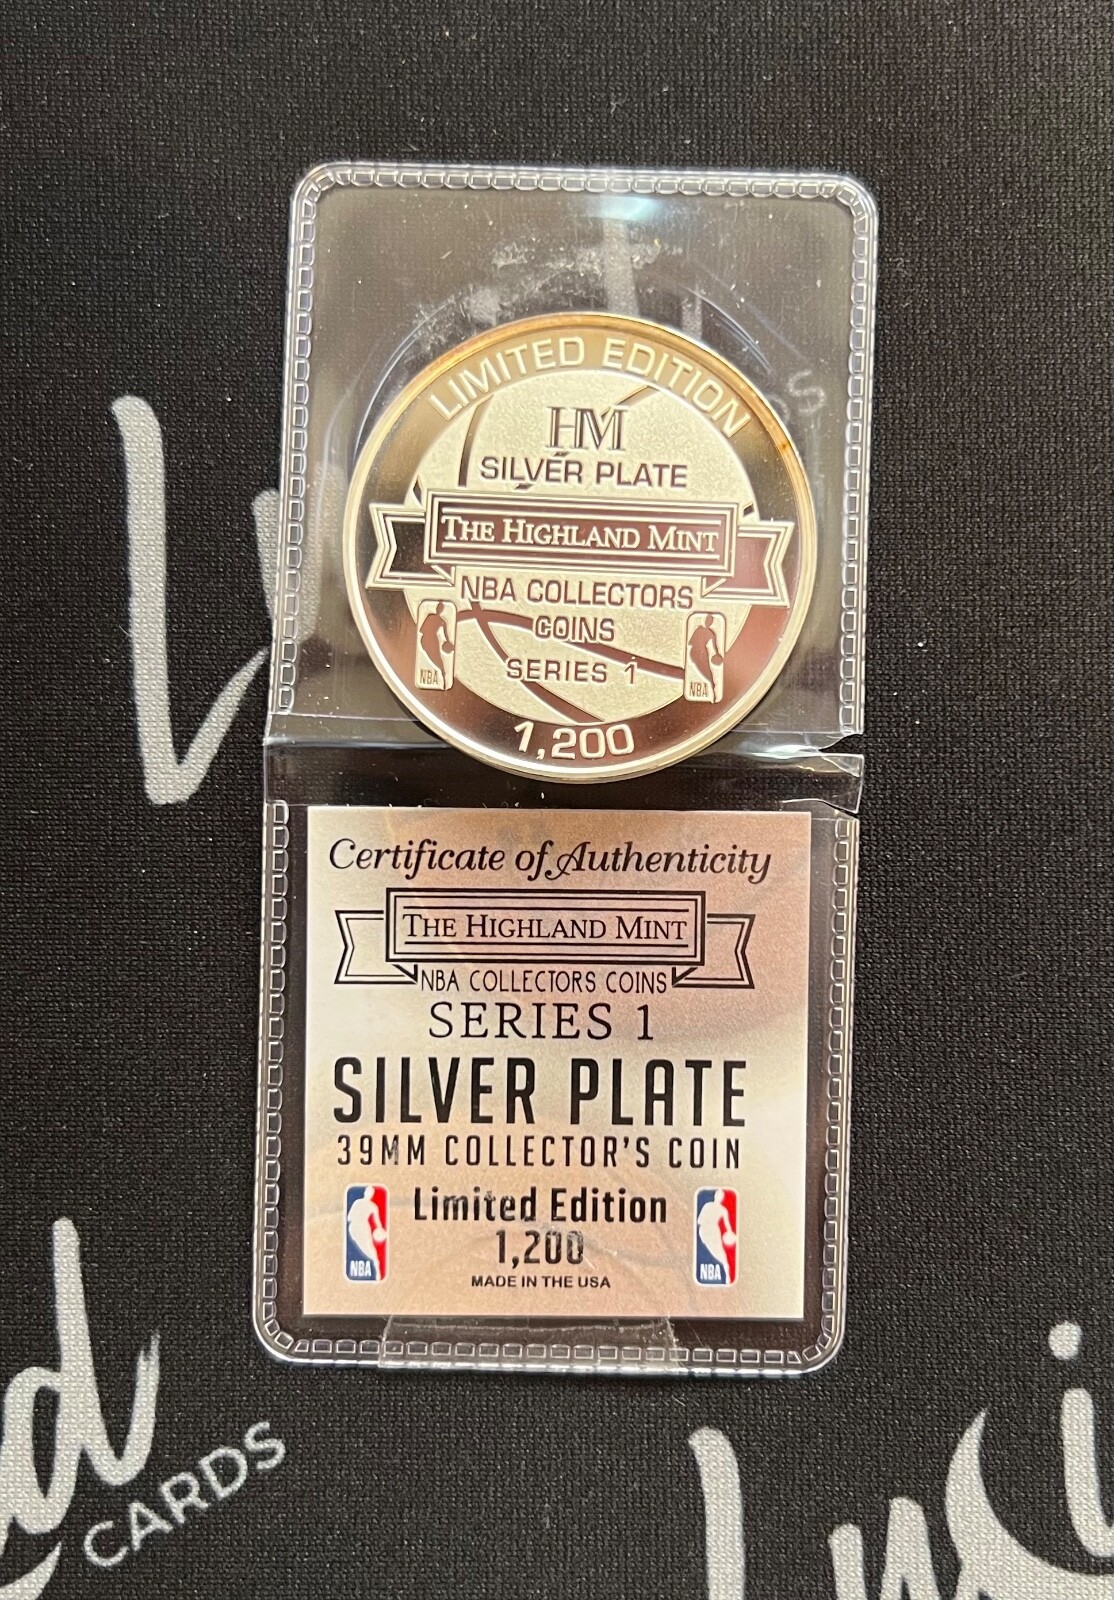 LIMITED EDITION
HM
SILVER PLATE
THE HIGHLAND MINT
NBA COLLECTORS
COINS
SERIES 1
NBA
NBA
1,200
Certificate of Authenticity
THE HIGHLAND MINT
NBA COLLECTORS COINS
SERIES 1
SILVER PLATE
39MM COLLECTOR'S COIN
Limited Edition
1,200
NBA
NBA
MADE IN THE USA
CARDS